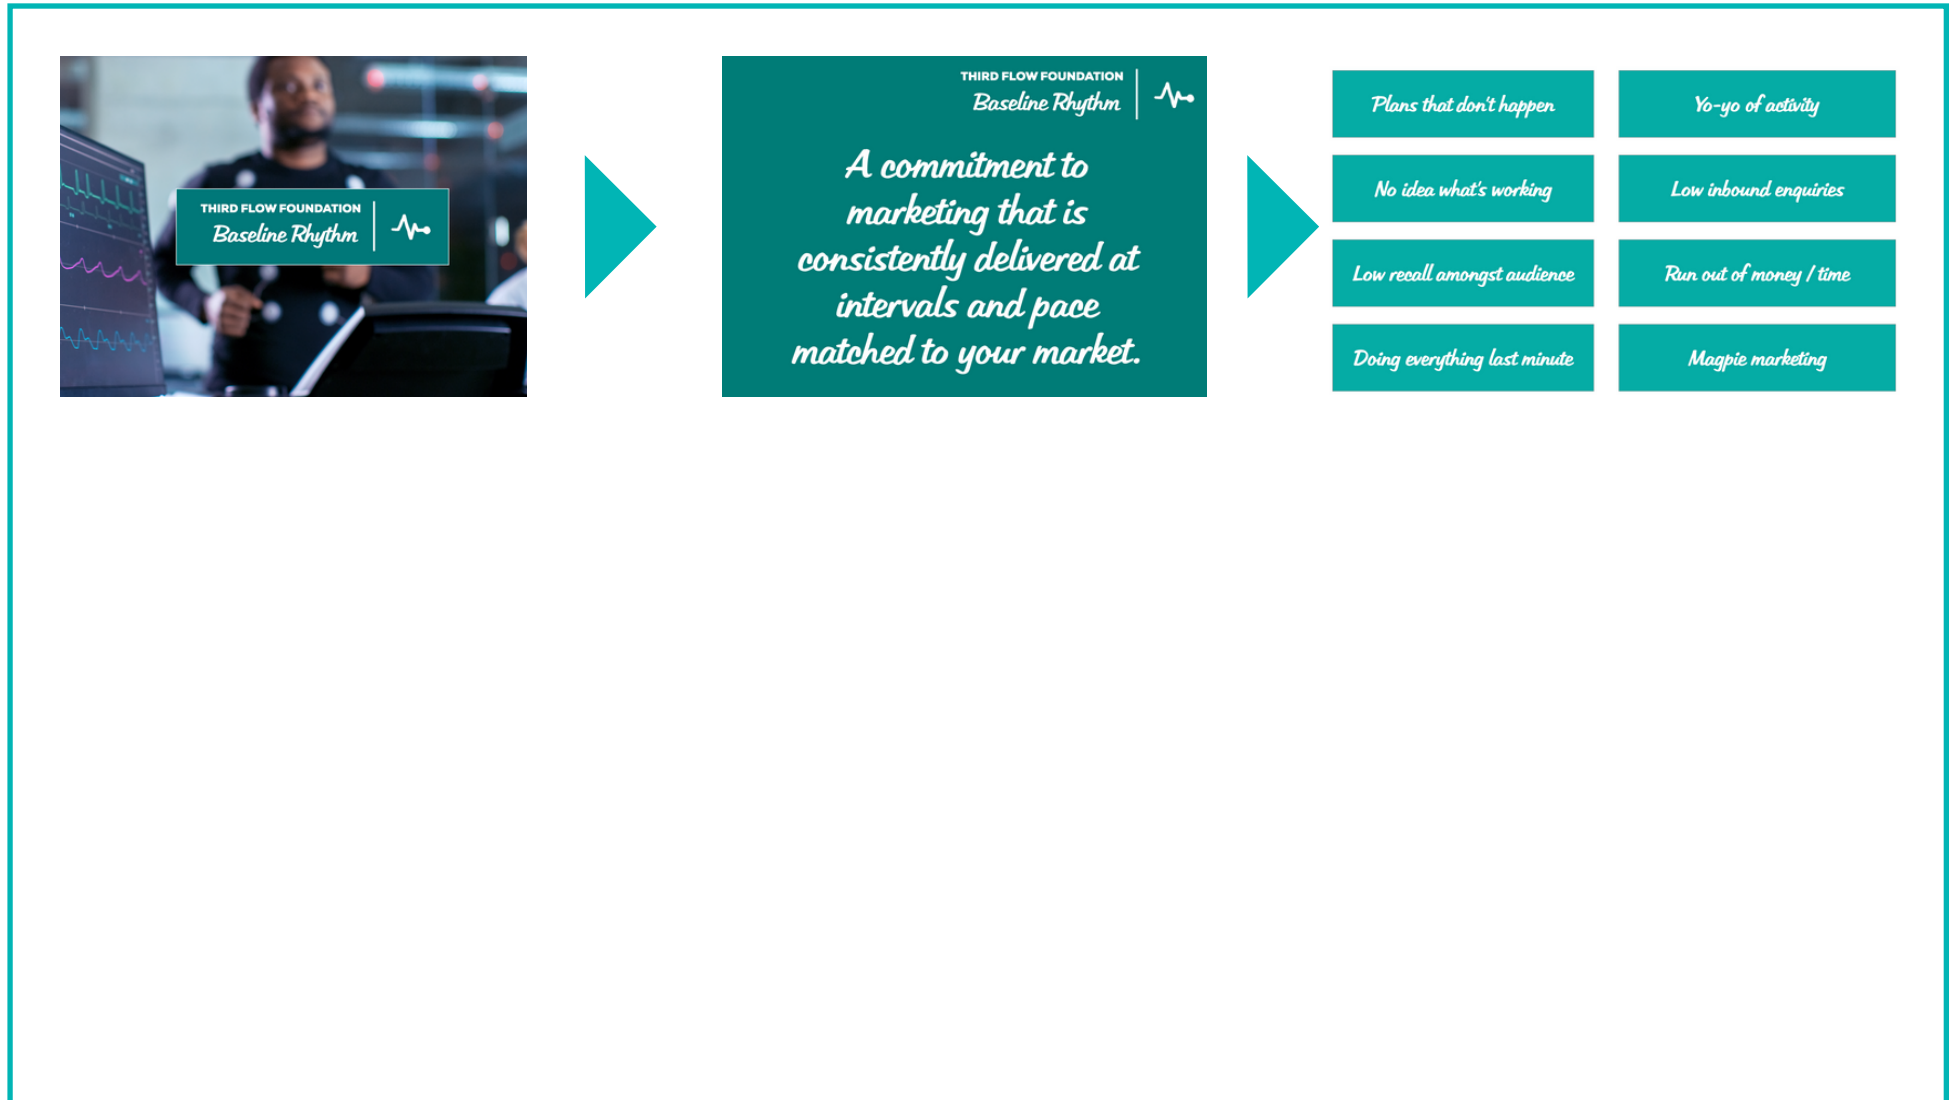 THIRD FLOW FOUNDATION
Baseline Rhythm
THIRD FLOW FOUNDATION
Baseline Rhythm
A commitment to
marketing that is
consistently delivered at
intervals and pace
matched to your market.
Plans that don't happen
Yo-yo of activity
No idea what's working
Low inbound enquiries
Low recall amongst audience
Run out of money / time
Doing everything last minute
Magpie marketing